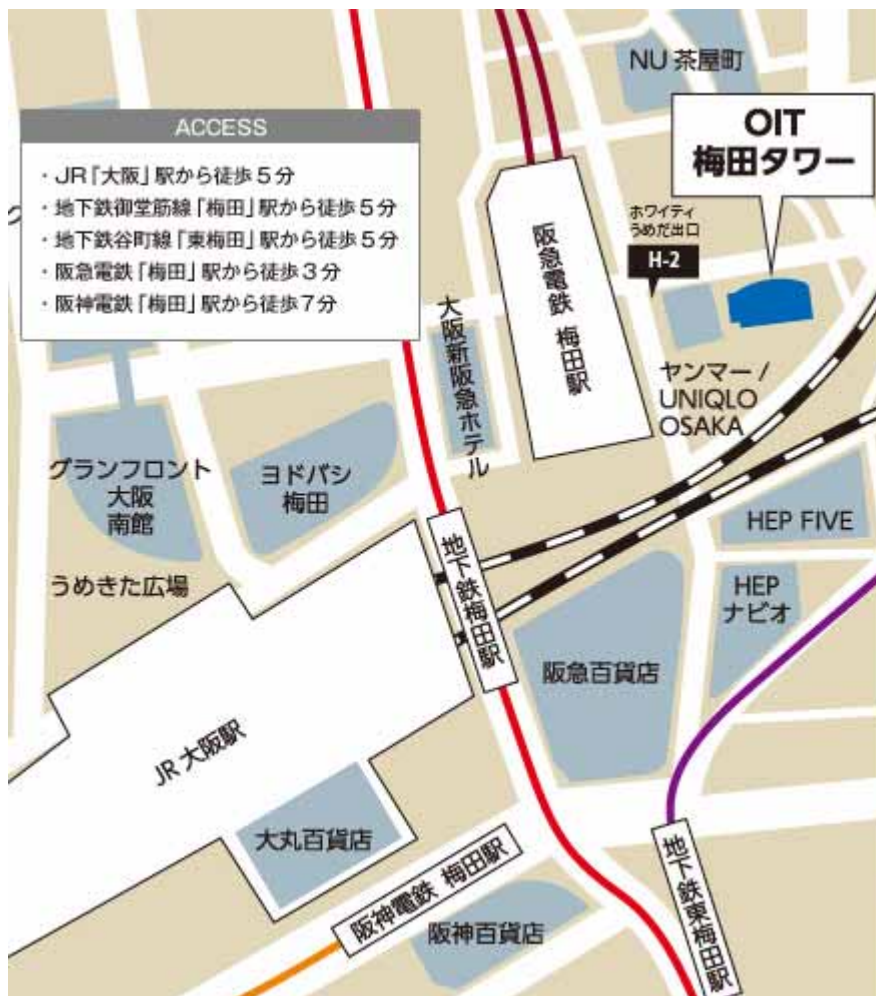 NU 茶屋町
ACCESS
・JR「大阪」駅から徒歩5分
・地下鉄御堂筋線「梅田」駅から徒歩5分
・地下鉄谷町線「東梅田」駅から徒歩5分
・阪急電鉄「梅田」駅から徒歩3分
・阪神電鉄「梅田」駅から徒歩7分
OIT
梅田タワー
ホワイティ
うめだ出口
H-2
阪急電鉄 梅田駅
大阪新阪急ホテル
ヤンマー /
UNIQLO
OSAKA
グランフロント
大阪
南館
ヨドバシ
梅田
うめきた広場
地下鉄梅田駅
HEP FIVE
HEP
ナビオ
阪急百貨店
JR 大阪駅
大丸百貨店
阪神電鉄 梅田駅
阪神百貨店
地下鉄東梅田駅